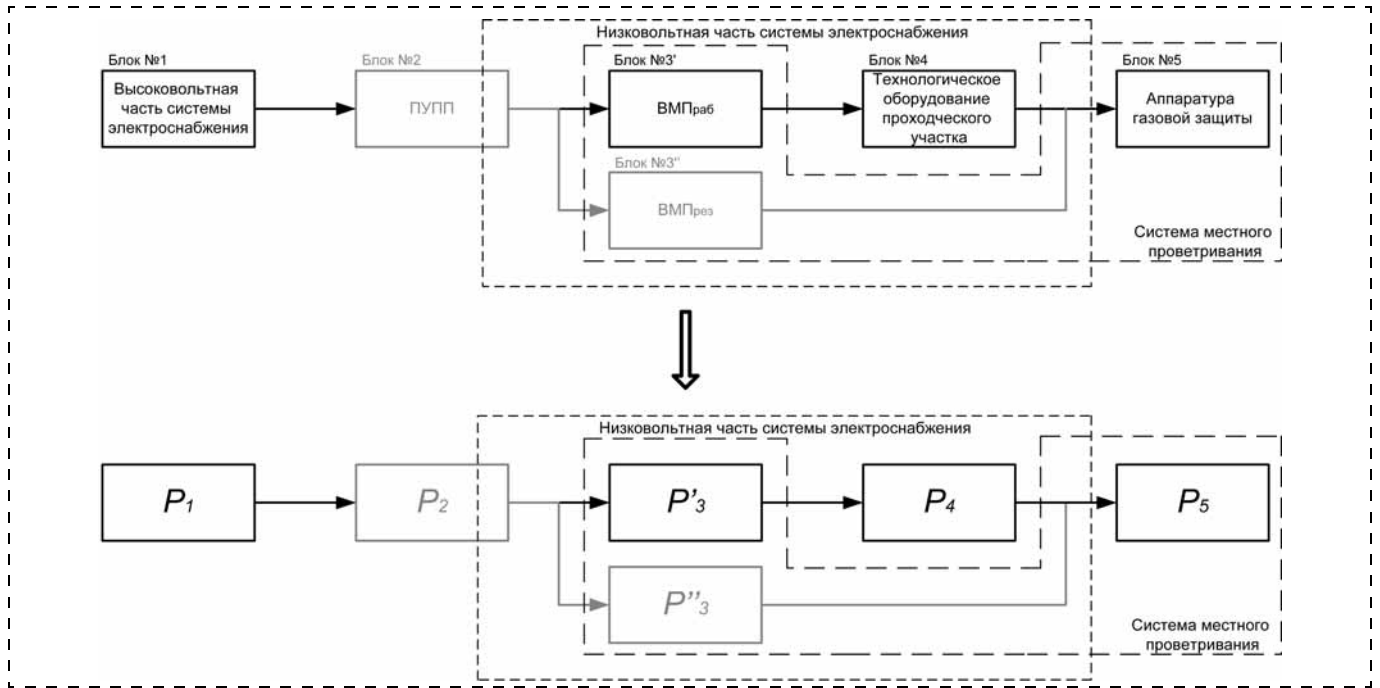 Низковольтная часть системы электроснабжения
Блок №1
Блок №2
Блок №3'
Блок №4
Блок №5
Высоковольтная
часть системы
электроснабжения
ПУПП
ВМПраб
Технологическое
оборудование
проходческого
участка
Аппаратура
газовой защиты
Блок №3''
ВМПрез
Система местного
проветривания
Низковольтная часть системы электроснабжения
P1
P2
P'3
P4
P5
P''3
Система местного
проветривания